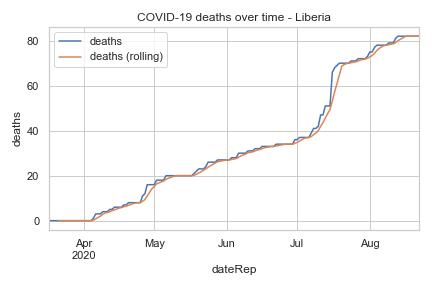 COVID-19 deaths over time - Liberia
deaths
deaths (rolling)
80
60
40
20
0
deaths
Apr
2020
May
Jun
Jul
Aug
dateRep